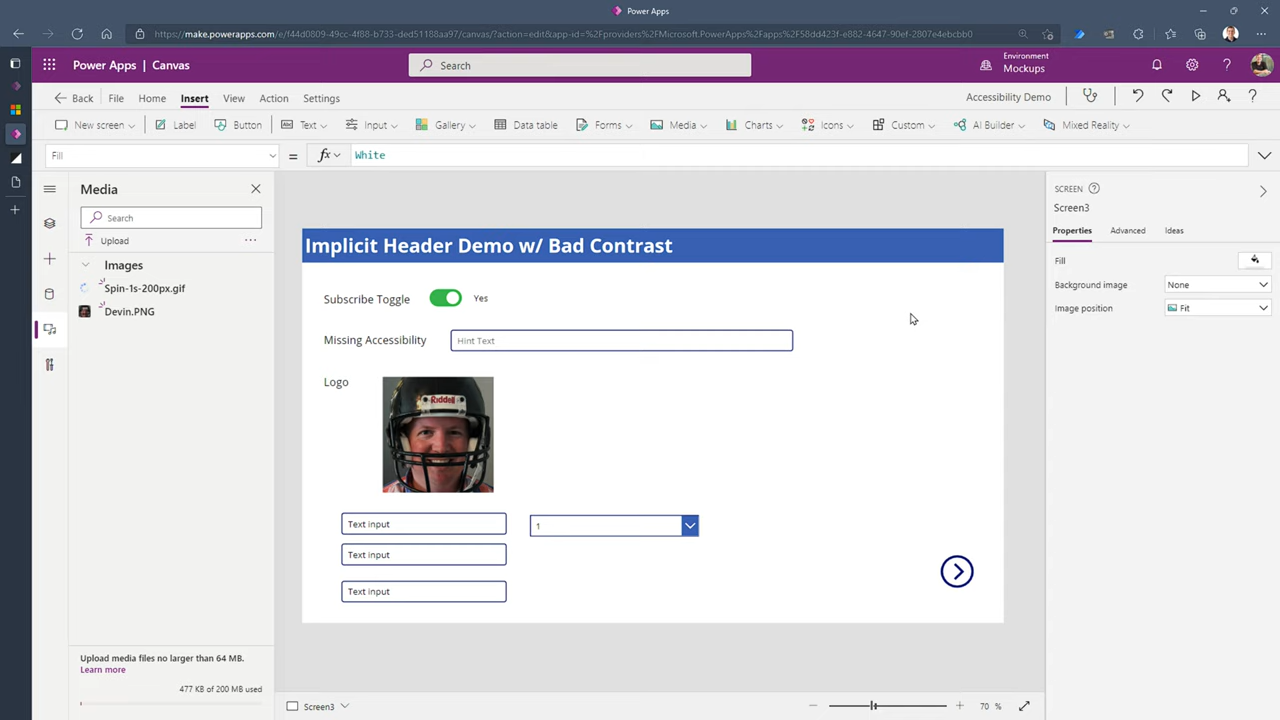 Power Apps
https://make.powerapps.com/e/f44d0809-49cc-4f88-b733-ded51188aa97/canvas/?action=edit&app-id=%2Fproviders%2FMicrosoft.PowerApps%2Fapps%2F58dd423f-e882-4647-90ef-2807e4ebcbb0
Power Apps | Canvas
Search
Environment
Mockups
Back File Home Insert View Action Settings
Accessibility Demo
New screen Label Button Text Input Gallery Data table Forms Media Charts Icons Custom AI Builder Mixed Reality
Fill = fx White
Media
Search
Upload
Images
Spin-1s-200px.gif
Devin.PNG
Upload media files no larger than 64 MB.
Learn more
477 KB of 200 MB used
Implicit Header Demo w/ Bad Contrast
Subscribe Toggle Yes
Missing Accessibility Hint Text
Logo
Riddell
Text input 1
Text input
Text input
Screen3
70 %
SCREEN
Screen3
Properties Advanced Ideas
Fill
Background image None
Image position Fit